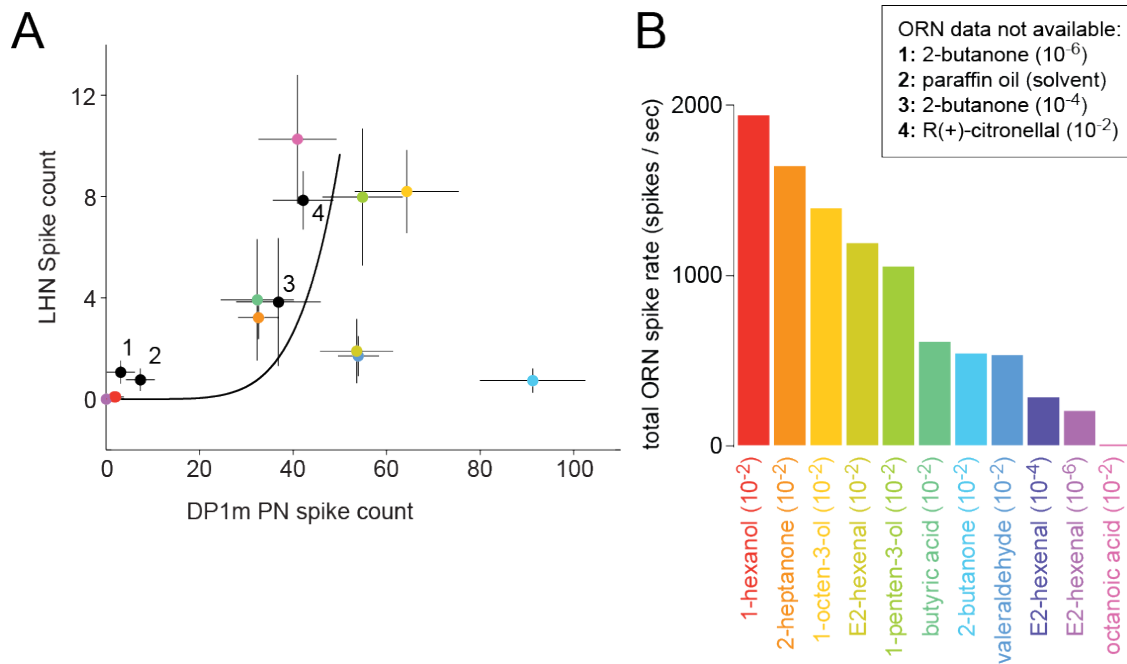 A
12
8
4
0
LHN Spike count
1
2
3
4
0 20 40 60 80 100
DP1m PN spike count
B
ORN data not available:
1: 2-butanone (10⁻⁶)
2: paraffin oil (solvent)
3: 2-butanone (10⁻⁴)
4: R(+)-citronellal (10⁻²)
total ORN spike rate (spikes / sec)
2000
1000
0
1-hexanol (10⁻²)
2-heptanone (10⁻²)
1-octen-3-ol (10⁻²)
E2-hexenal (10⁻²)
1-penten-3-ol (10⁻²)
butyric acid (10⁻²)
2-butanone (10⁻²)
valeraldehyde (10⁻²)
E2-hexenal (10⁻⁴)
E2-hexenal (10⁻⁶)
octanoic acid (10⁻²)